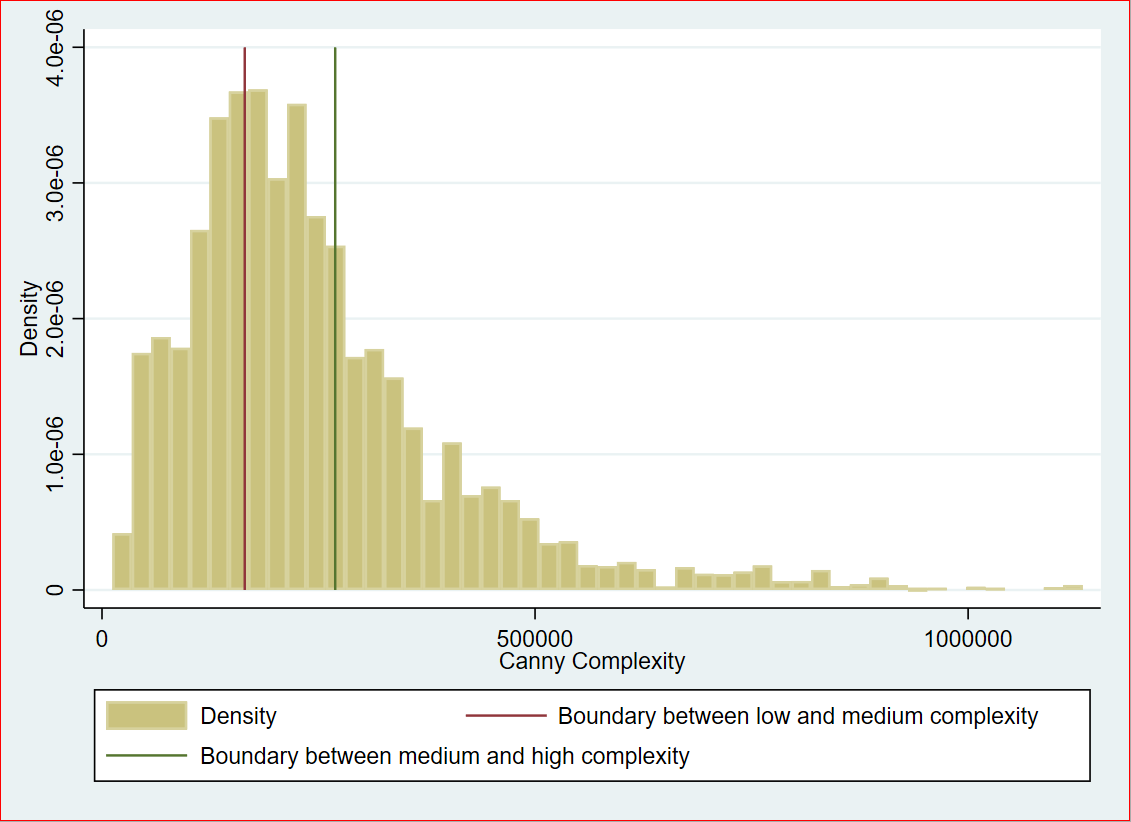 4.0e-06
3.0e-06
2.0e-06
1.0e-06
0
Density
0 500000 1000000
Canny Complexity
Density Boundary between low and medium complexity
Boundary between medium and high complexity